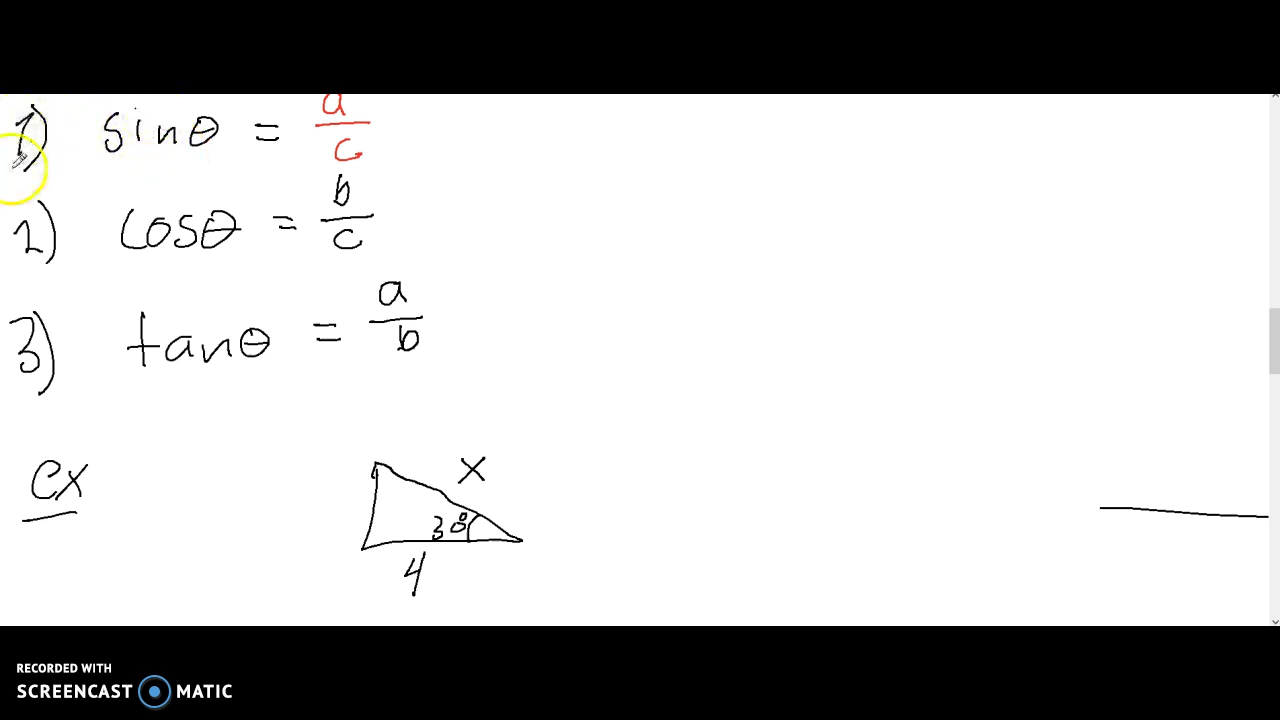 1) sinθ = a/c
2) cosθ = b/c
3) tanθ = a/b
ex
x
30°
4
RECORDED WITH
SCREENCAST MATIC